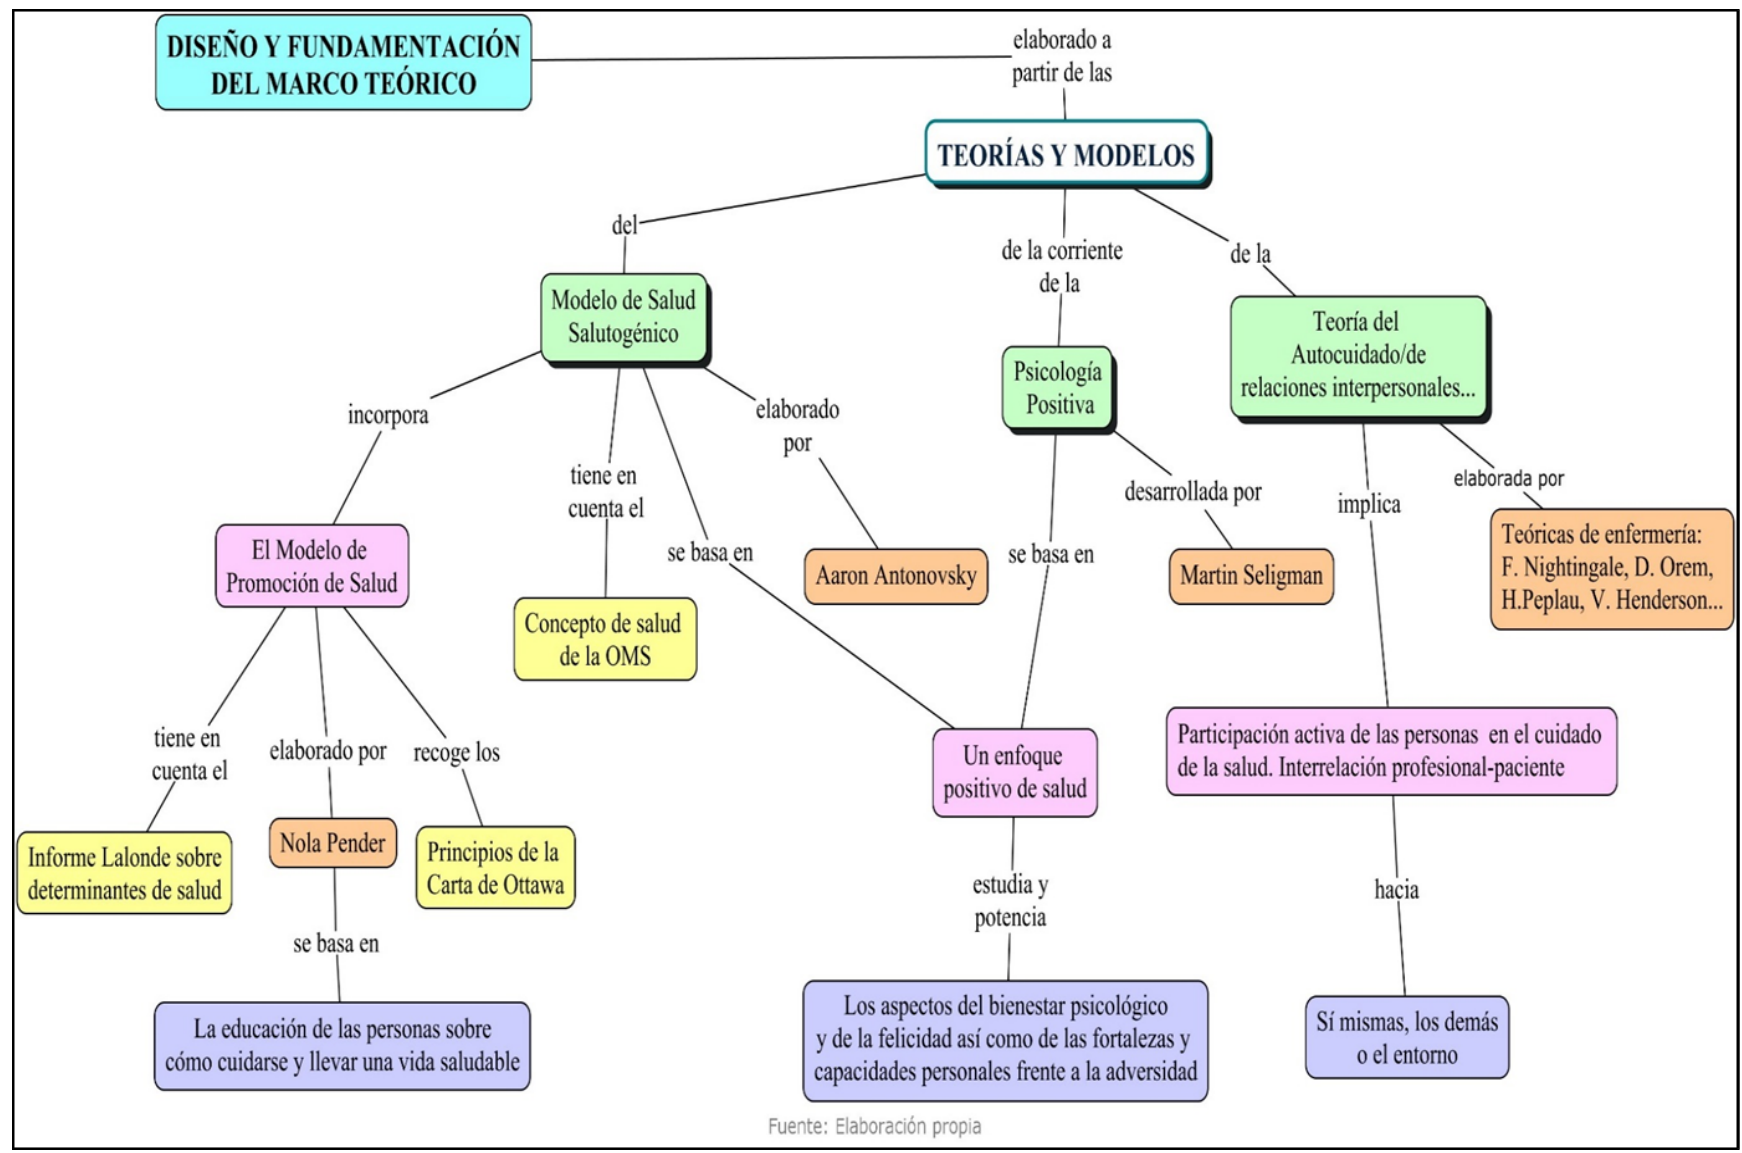 DISEÑO Y FUNDAMENTACIÓN
DEL MARCO TEÓRICO
elaborado a
partir de las
TEORÍAS Y MODELOS
del
de la corriente
de la
de la
Modelo de Salud
Salutogénico
Psicología
Positiva
Teoría del
Autocuidado/de
relaciones interpersonales...
incorpora
tiene en
cuenta el
se basa en
elaborado
por
se basa en
desarrollada por
implica
elaborada por
El Modelo de
Promoción de Salud
Concepto de salud
de la OMS
Aaron Antonovsky
Martin Seligman
Teóricas de enfermería:
F. Nightingale, D. Orem,
H.Peplau, V. Henderson...
tiene en
cuenta el
elaborado por
recoge los
Un enfoque
positivo de salud
Participación activa de las personas en el cuidado
de la salud. Interrelación profesional-paciente
Informe Lalonde sobre
determinantes de salud
Nola Pender
Principios de la
Carta de Ottawa
estudia y
potencia
hacia
se basa en
La educación de las personas sobre
cómo cuidarse y llevar una vida saludable
Los aspectos del bienestar psicológico
y de la felicidad así como de las fortalezas y
capacidades personales frente a la adversidad
Sí mismas, los demás
o el entorno
Fuente: Elaboración propia